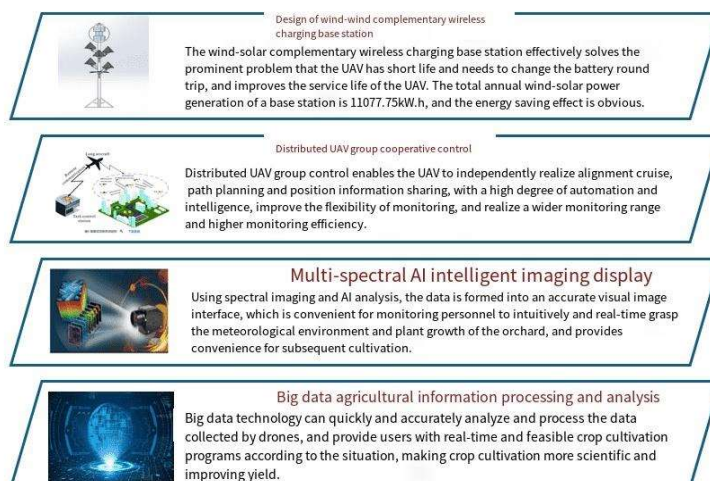 Design of wind-wind complementary wireless
charging base station
The wind-solar complementary wireless charging base station effectively solves the
prominent problem that the UAV has short life and needs to change the battery round
trip, and improves the service life of the UAV. The total annual wind-solar power
generation of a base station is 11077.75kW.h, and the energy saving effect is obvious.
Distributed UAV group cooperative control
Distributed UAV group control enables the UAV to independently realize alignment cruise,
path planning and position information sharing, with a high degree of automation and
intelligence, improve the flexibility of monitoring, and realize a wider monitoring range
and higher monitoring efficiency.
Multi-spectral AI intelligent imaging display
Using spectral imaging and AI analysis, the data is formed into an accurate visual image
interface, which is convenient for monitoring personnel to intuitively and real-time grasp
the meteorological environment and plant growth of the orchard, and provides
convenience for subsequent cultivation.
Big data agricultural information processing and analysis
Big data technology can quickly and accurately analyze and process the data
collected by drones, and provide users with real-time and feasible crop cultivation
programs according to the situation, making crop cultivation more scientific and
improving yield.